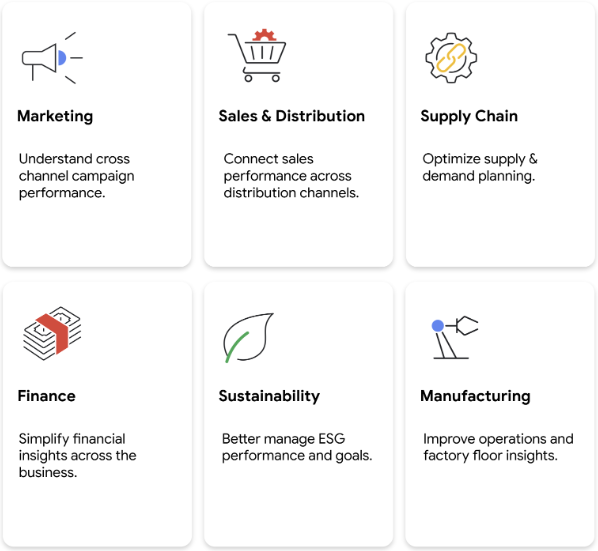 Marketing
Understand cross
channel campaign
performance.
Sales & Distribution
Connect sales
performance across
distribution channels.
Supply Chain
Optimize supply &
demand planning.
Finance
Simplify financial
insights across the
business.
Sustainability
Better manage ESG
performance and goals.
Manufacturing
Improve operations and
factory floor insights.